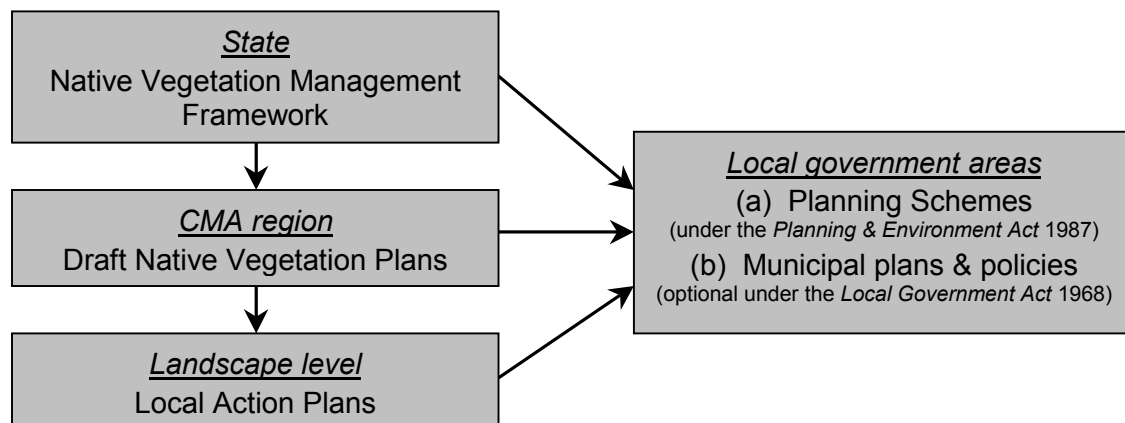 State
Native Vegetation Management
Framework
CMA region
Draft Native Vegetation Plans
Landscape level
Local Action Plans
Local government areas
(a) Planning Schemes
(under the Planning & Environment Act 1987)
(b) Municipal plans & policies
(optional under the Local Government Act 1968)